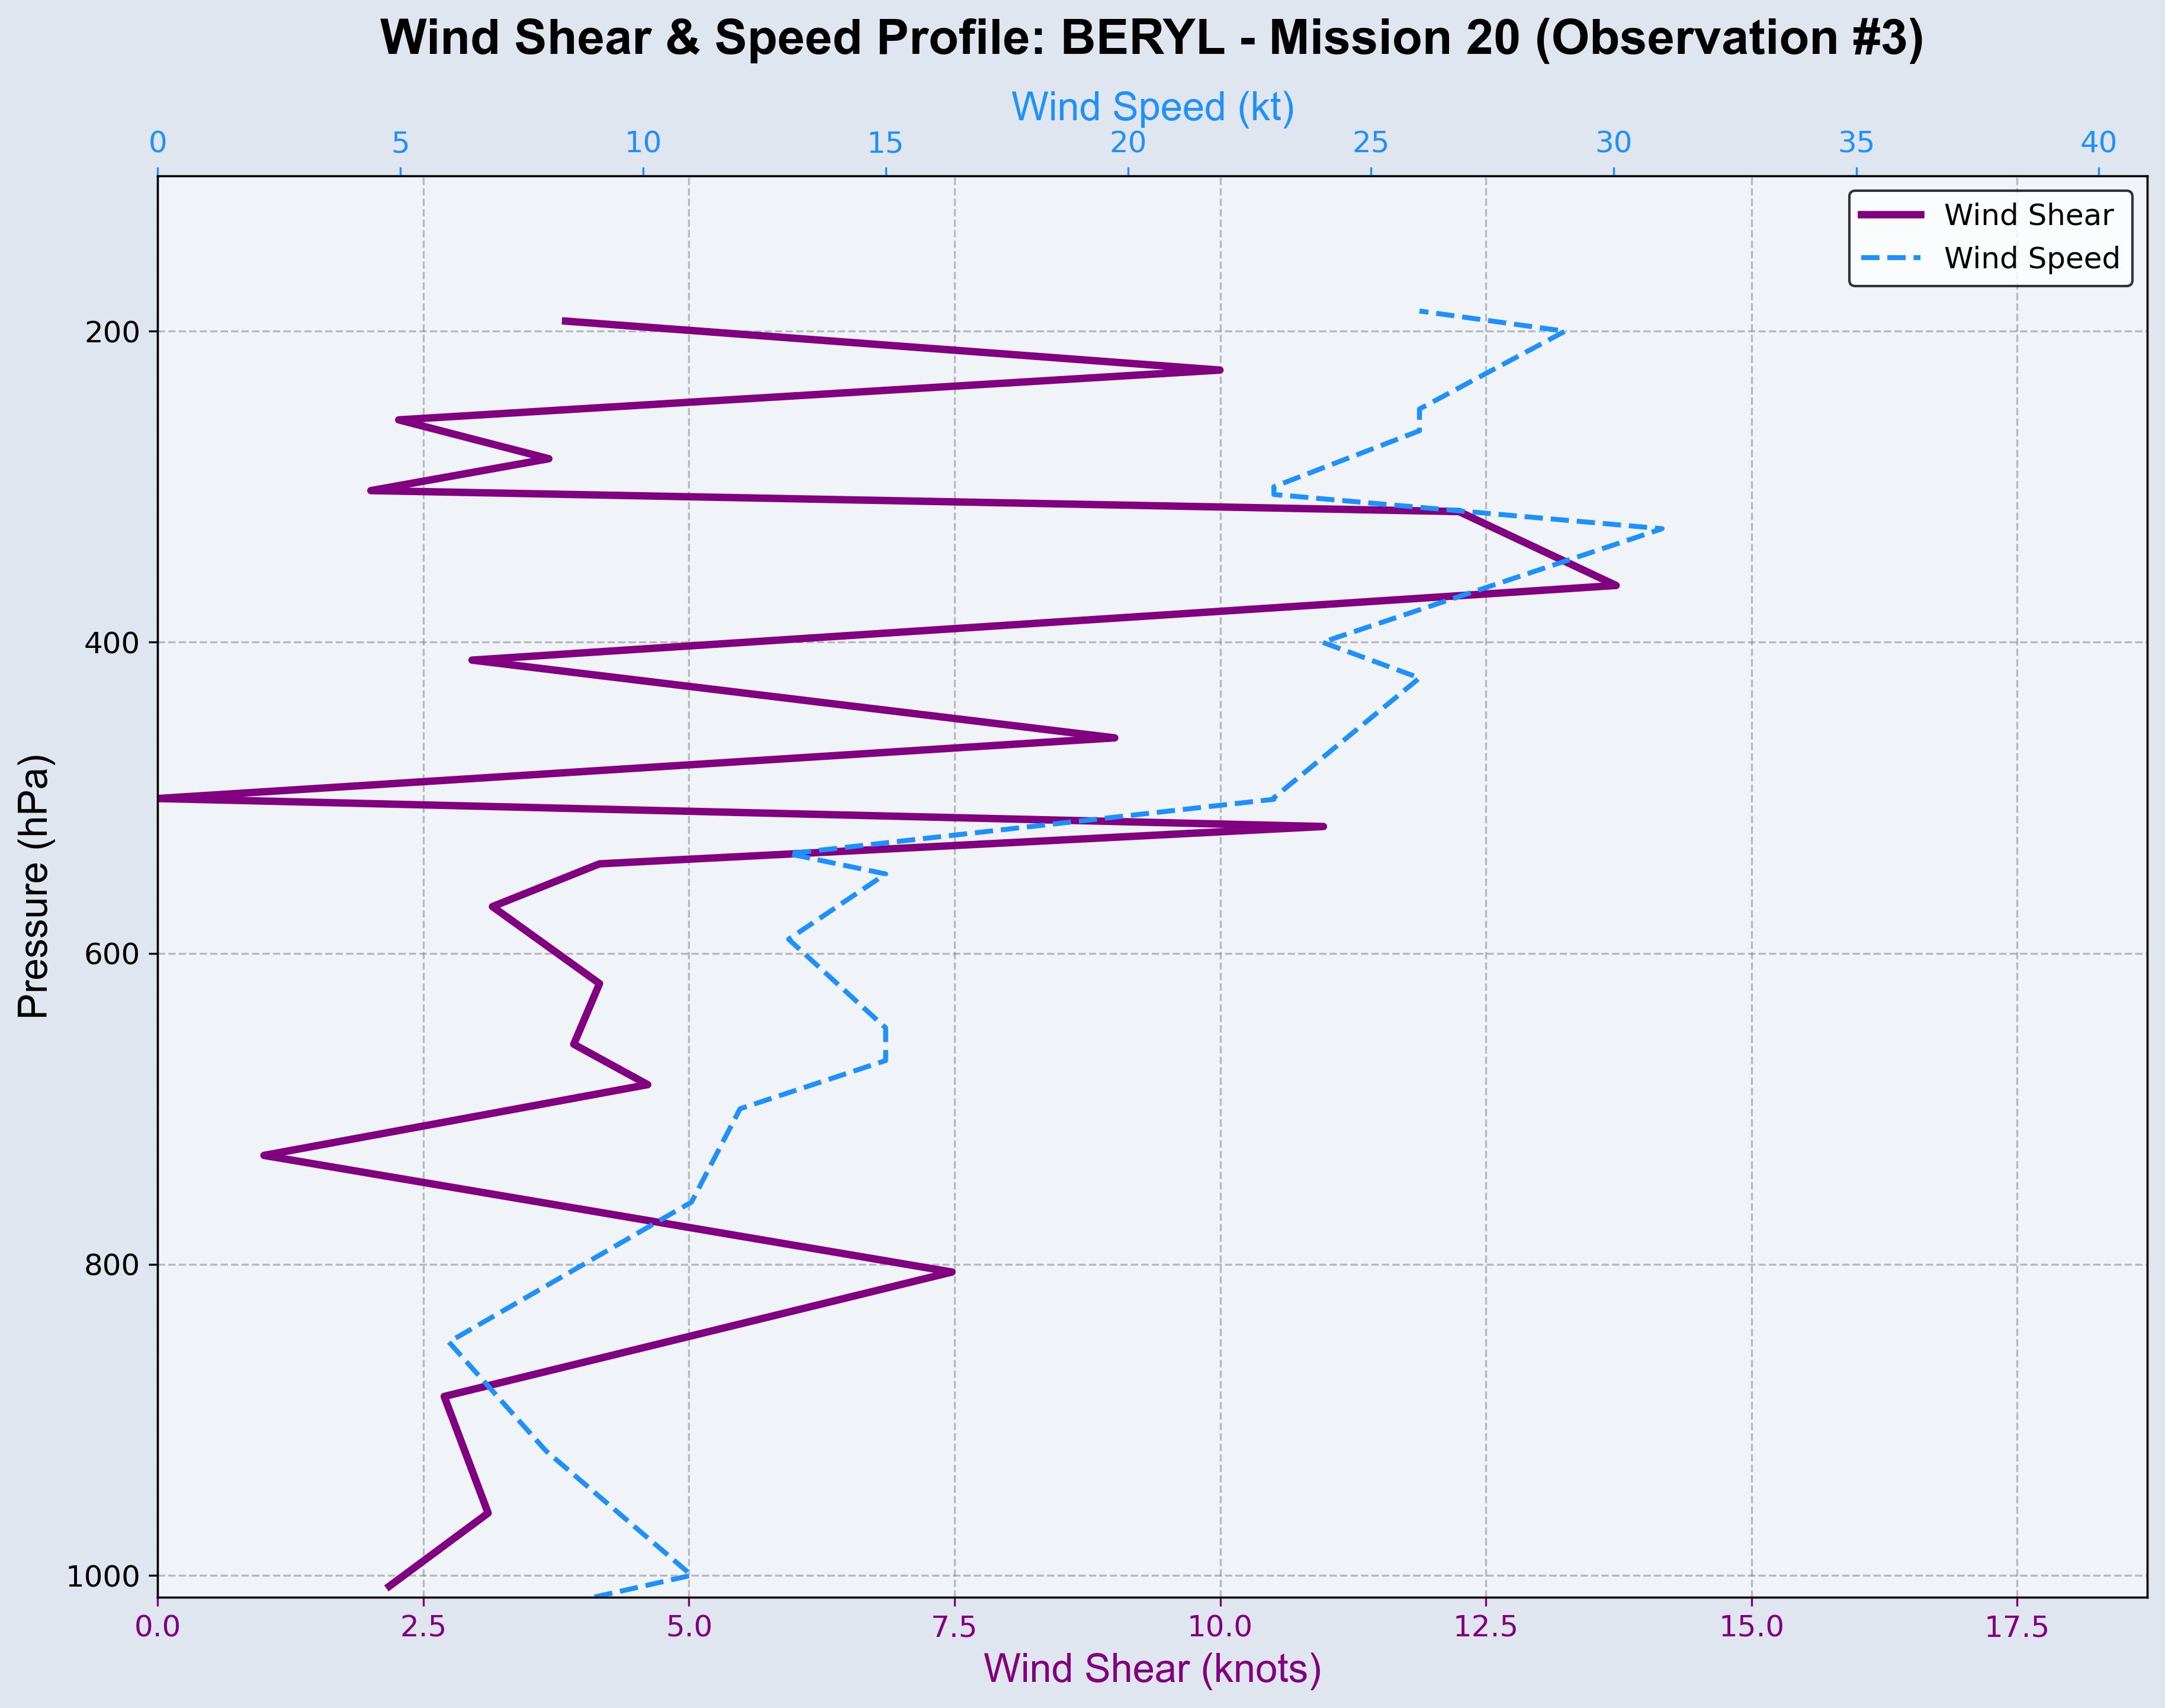 Wind Shear & Speed Profile: BERYL - Mission 20 (Observation #3)
Wind Speed (kt)
0 5 10 15 20 25 30 35 40
Wind Shear
Wind Speed
200
400
600
800
1000
Pressure (hPa)
0.0 2.5 5.0 7.5 10.0 12.5 15.0 17.5
Wind Shear (knots)